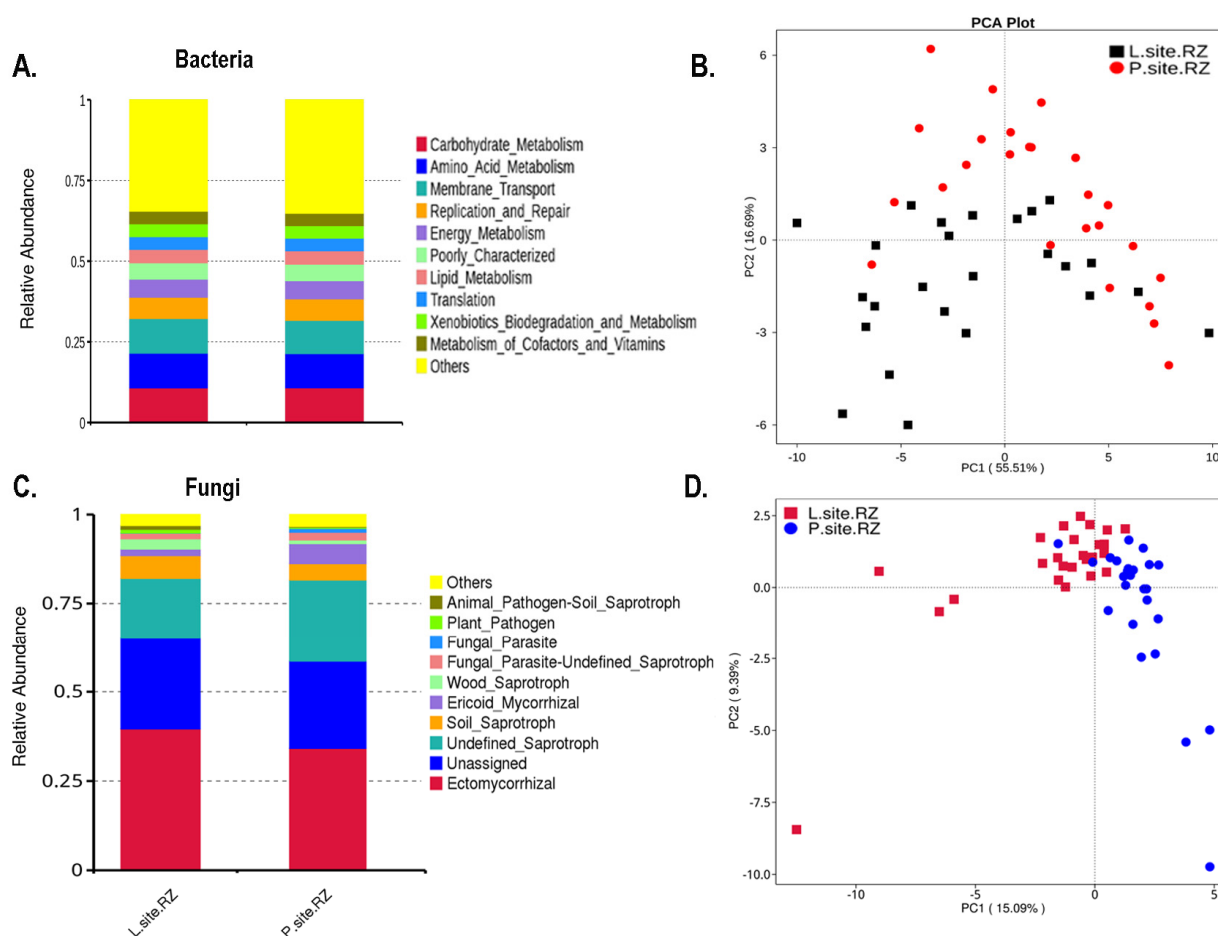 A.
Bacteria
Relative Abundance
1
0.75
0.5
0.25
0
Carbohydrate_Metabolism
Amino_Acid_Metabolism
Membrane_Transport
Replication_and_Repair
Energy_Metabolism
Poorly_Characterized
Lipid_Metabolism
Translation
Xenobiotics_Biodegradation_and_Metabolism
Metabolism_of_Cofactors_and_Vitamins
Others
B.
PCA Plot
L.site.RZ
P.site.RZ
PC2 ( 16.69%)
6
3
0
-3
-6
-10
-5
0
5
10
PC1 ( 55.51%)
C.
Fungi
Relative Abundance
1
0.75
0.5
0.25
0
L.site.RZ
P.site.RZ
Others
Animal_Pathogen-Soil_Saprotroph
Plant_Pathogen
Fungal_Parasite
Fungal_Parasite-Undefined_Saprotroph
Wood_Saprotroph
Ericoid_Mycorrhizal
Soil_Saprotroph
Undefined_Saprotroph
Unassigned
Ectomycorrhizal
D.
L.site.RZ
P.site.RZ
PC2 ( 9.39%)
2.5
0.0
-2.5
-5.0
-7.5
-10.0
-10
-5
0
5
PC1 ( 15.09%)